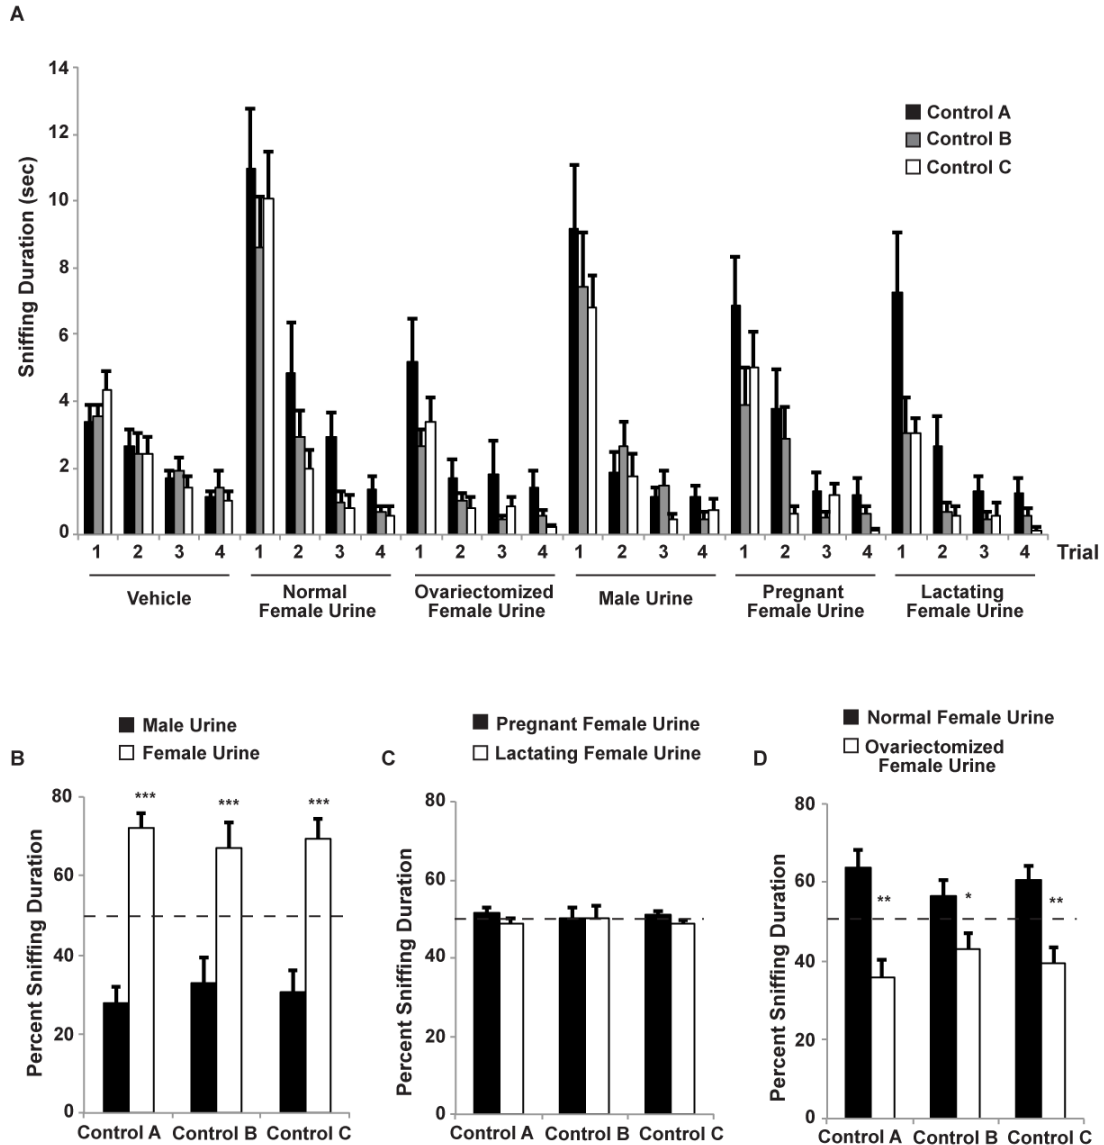 A
14
12
10
8
6
4
2
0
Sniffing Duration (sec)
Control A
Control B
Control C
1 2 3 4 1 2 3 4 1 2 3 4 1 2 3 4 1 2 3 4 1 2 3 4 Trial
Vehicle
Normal
Female Urine
Ovariectomized
Female Urine
Male Urine
Pregnant
Female Urine
Lactating
Female Urine
B
Male Urine
Female Urine
80
60
40
20
0
Percent Sniffing Duration
*** *** ***
Control A Control B Control C
C
Pregnant Female Urine
Lactating Female Urine
80
60
40
20
0
Percent Sniffing Duration
Control A Control B Control C
D
Normal Female Urine
Ovariectomized
Female Urine
80
60
40
20
0
Percent Sniffing Duration
** * **
Control A Control B Control C